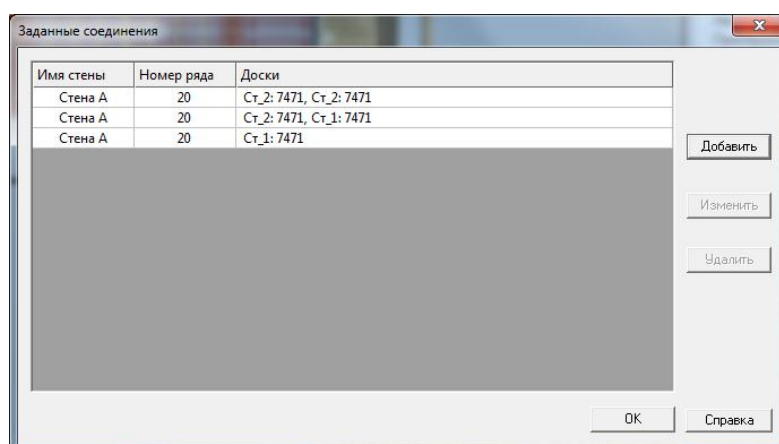 Заданные соединения
Имя стены Номер ряда Доски
Стена А 20 Ст_2: 7471, Ст_2: 7471
Стена А 20 Ст_2: 7471, Ст_1: 7471
Стена А 20 Ст_1: 7471
Добавить
Изменить
Удалить
OK Справка